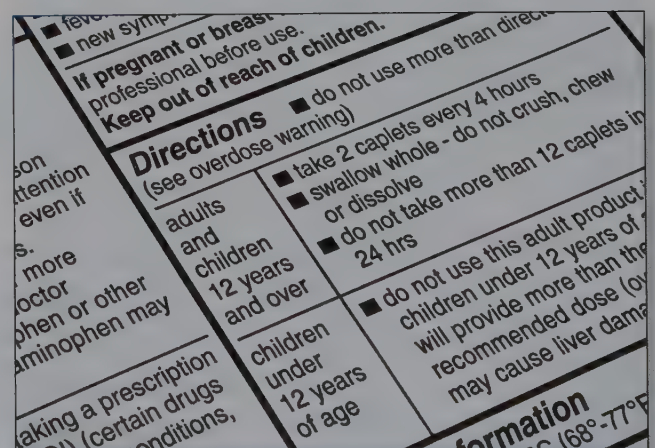 fever
new symp
If pregnant or breast
professional before use.
Keep out of reach of children.
Directions ■ do not use more than direct
(see overdose warning)
adults
and
children
12 years
and over
■ take 2 caplets every 4 hours
■ swallow whole - do not crush, chew
or dissolve
■ do not take more than 12 caplets in
24 hrs
children
under
12 years
of age
■ do not use this adult product i
children under 12 years of a
will provide more than the
recommended dose (ov
may cause liver dama
formation
(68°-77°F
son
ttention
even if
s.
more
octor
phen or other
aminophen may
aking a prescription
(certain drugs
onditions,